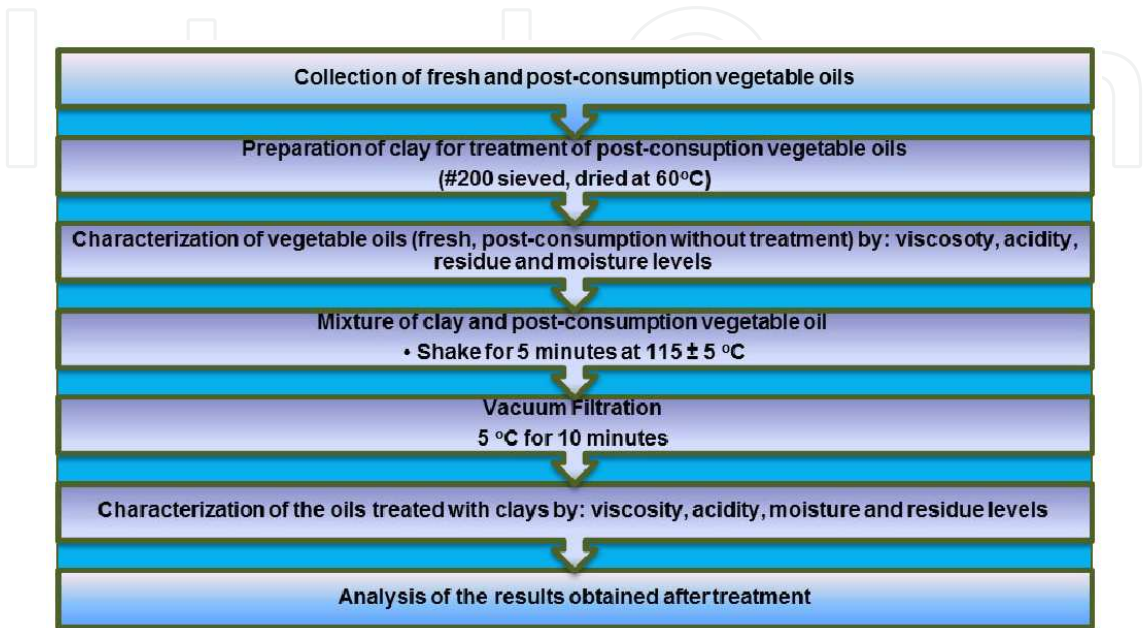 Collection of fresh and post-consumption vegetable oils
Preparation of clay for treatment of post-consuption vegetable oils
(#200 sieved, dried at 60°C)
Characterization of vegetable oils (fresh, post-consumption without treatment) by: viscosoty, acidity,
residue and moisture levels
Mixture of clay and post-consumption vegetable oil
• Shake for 5 minutes at 115 ± 5 °C
Vacuum Filtration
5 °C for 10 minutes
Characterization of the oils treated with clays by: viscosity, acidity, moisture and residue levels
Analysis of the results obtained after treatment